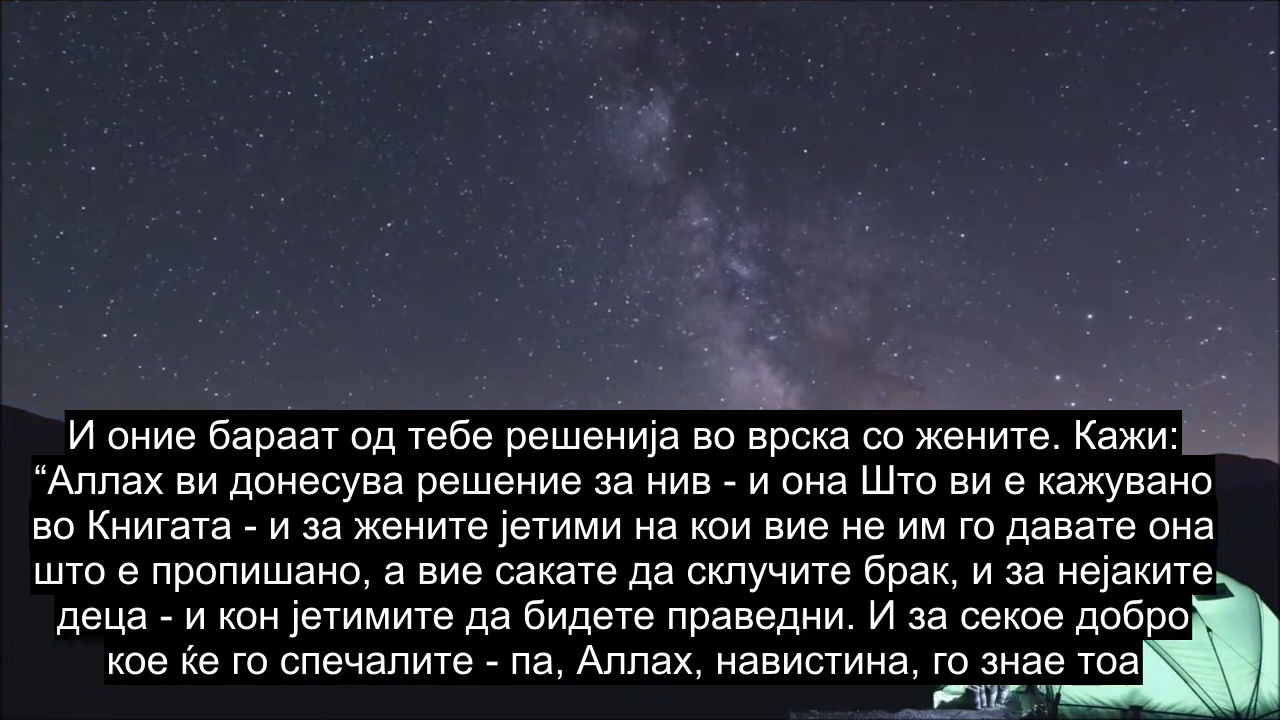 И оние бараат од тебе решенија во врска со жените. Кажи:
“Аллах ви донесува решение за нив - и она Што ви е кажувано
во Книгата - и за жените јетими на кои вие не им го давате она
што е пропишано, а вие сакате да склучите брак, и за нејаките
деца - и кон јетимите да бидете праведни. И за секое добро
кое ќе го спечалите - па, Аллах, навистина, го знае тоа